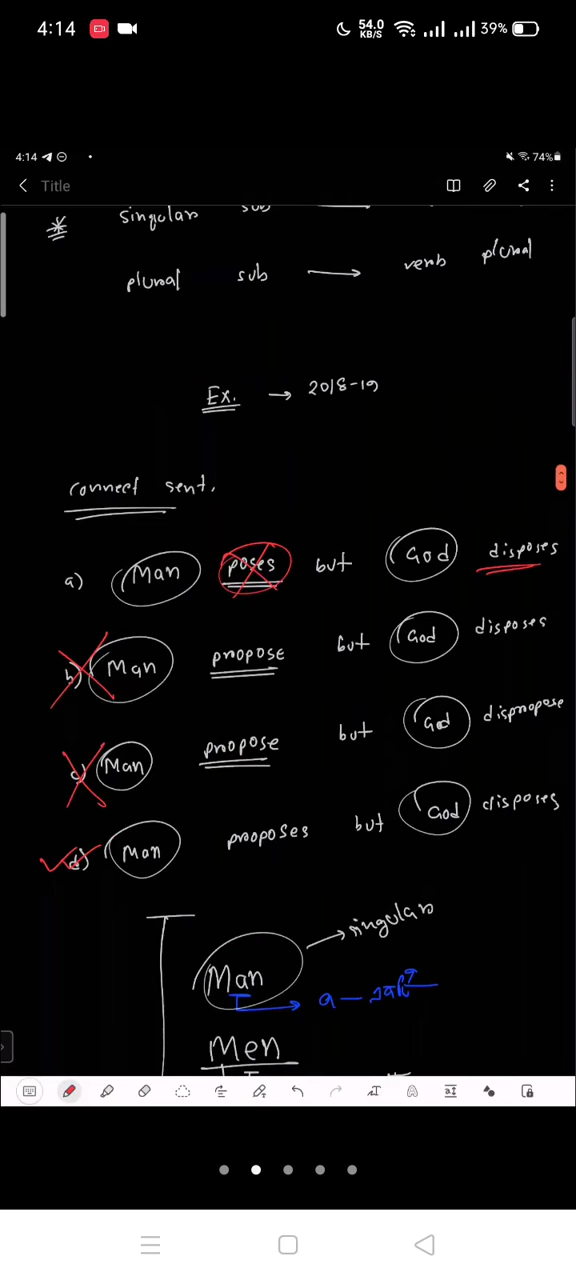 4:14 54.0 KB/S 39%
4:14 74%
Title
singular sub
plural sub → verb plural
Ex. → 2018-19
connect sent.
a) Man poses but God disposes
b) Man propose but God disposes
c) Man propose but God dispropose
d) Man proposes but God disposes
Man → singular
a —
Men